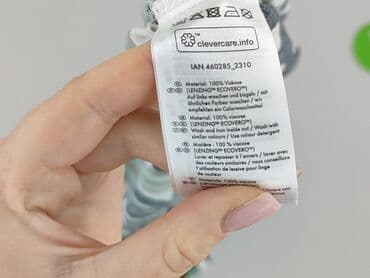 clevercare.info
IAN 460285_2310
Material: 100% Viskose
(LENZING™ ECOVERO™)
Auf links waschen und bügeln / mit
ähnlichen Farben waschen / wir
empfehlen ein Colorwaschmittel
Material: 100% viscose
(LENZING™ ECOVERO™)
Wash and iron inside out / Wash with
similar colours / Use colour detergent
Matière : 100% viscose
(LENZING™ ECOVERO™)
Laver et repasser à l'envers / laver avec
des couleurs similaires / nous conseillons
l'utilisation de lessive pour linge
de couleur
100% viscose
ECOVERO™)